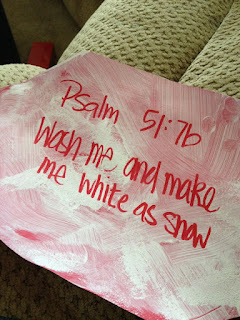 Psalm 51:7b
Wash me and make
me white as snow